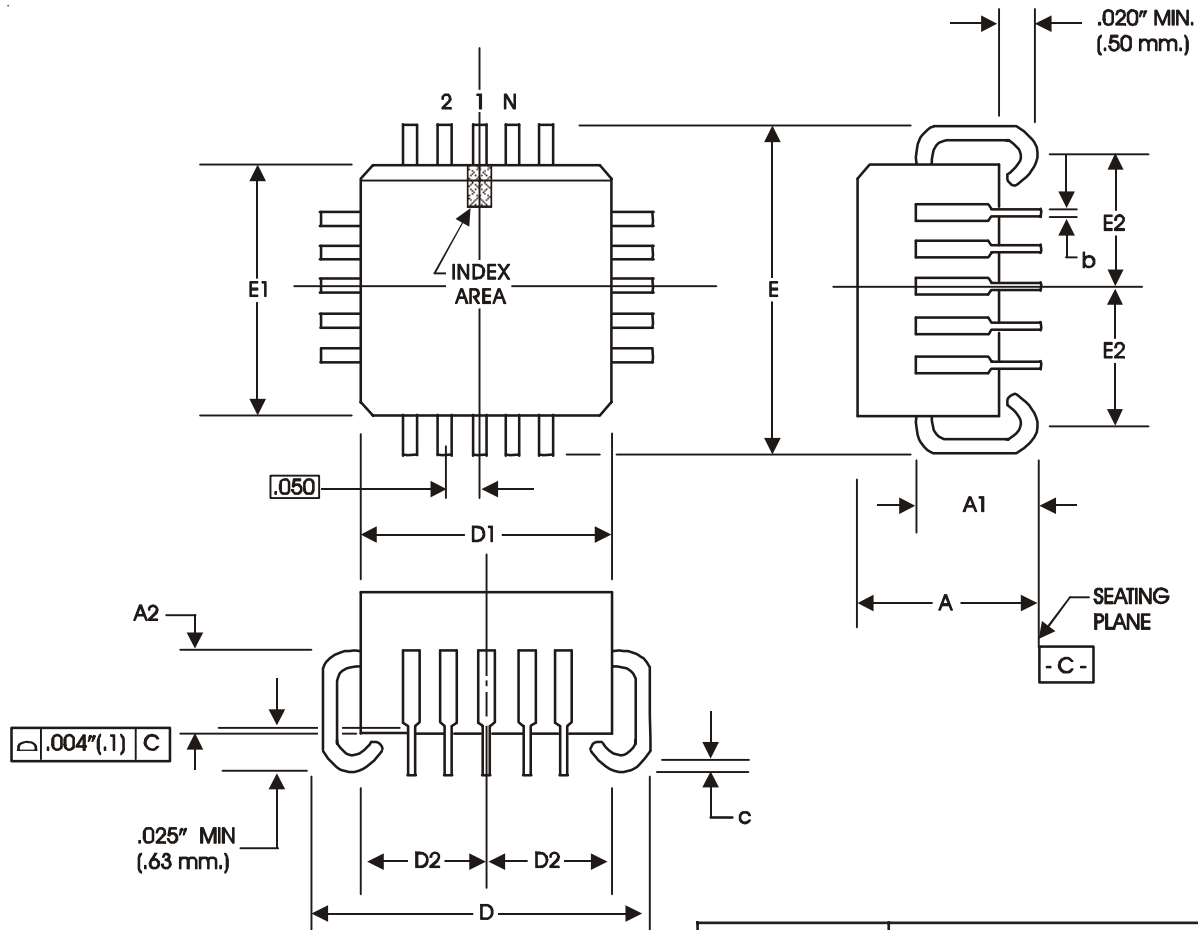 .020" MIN.
(.50 mm.)
2 1 N
E1
INDEX
AREA
E
E2
b
E2
.050
D1
A1
A
SEATING
PLANE
- C -
A2
⌓ .004"(.1) C
.025" MIN
(.63 mm.)
D2 D2
c
D